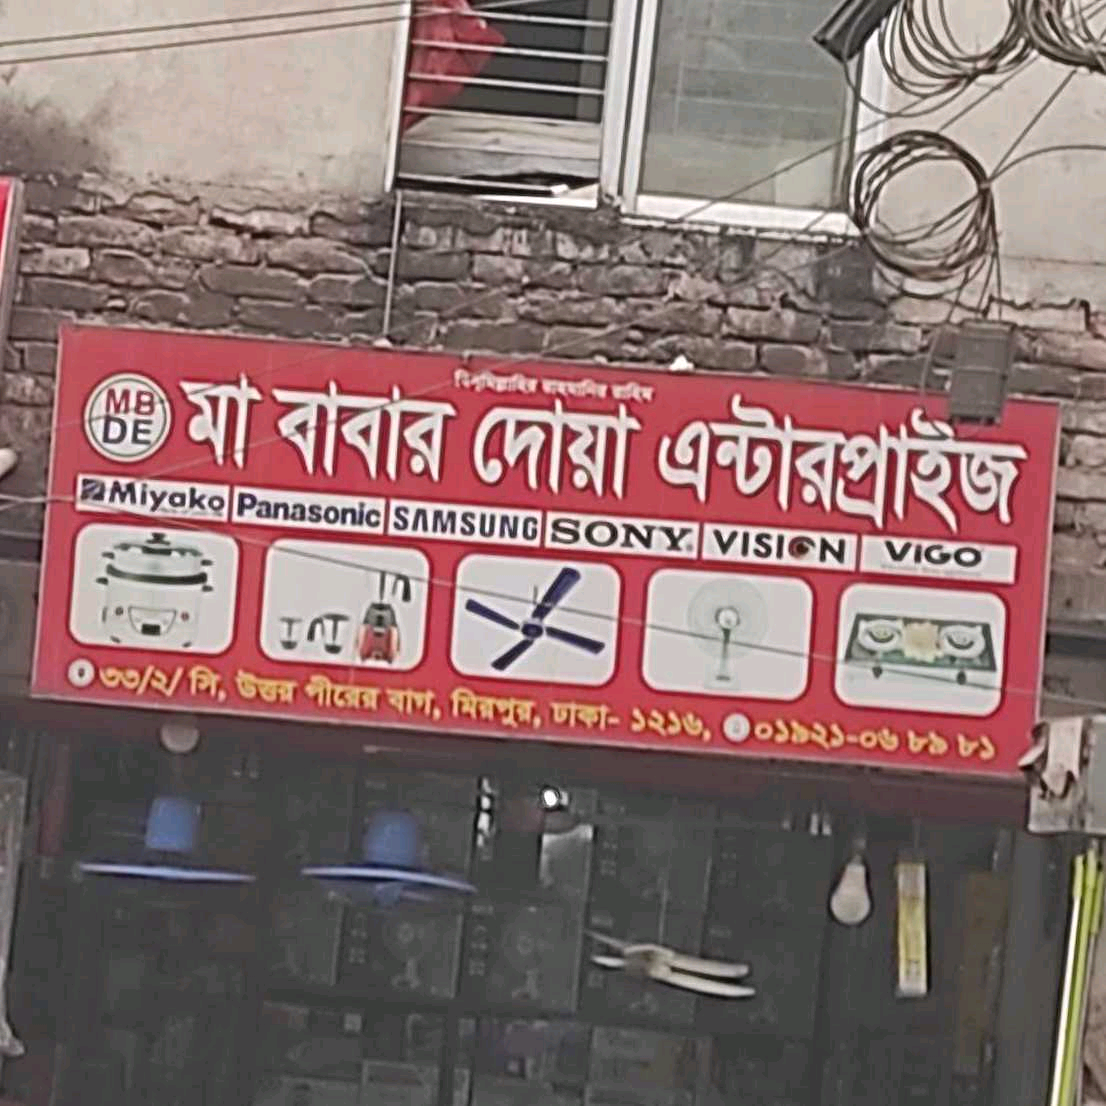 বিসমিল্লাহির রাহমানির রাহিম
MB
DE
মা বাবার দোয়া এন্টারপ্রাইজ
Miyako Panasonic SAMSUNG SONY VISION ViGO
৩৩/২/ সি, উত্তর পীরের বাগ, মিরপুর, ঢাকা- ১২১৬, ০১৯২১-০৬ ৮৯ ৮১